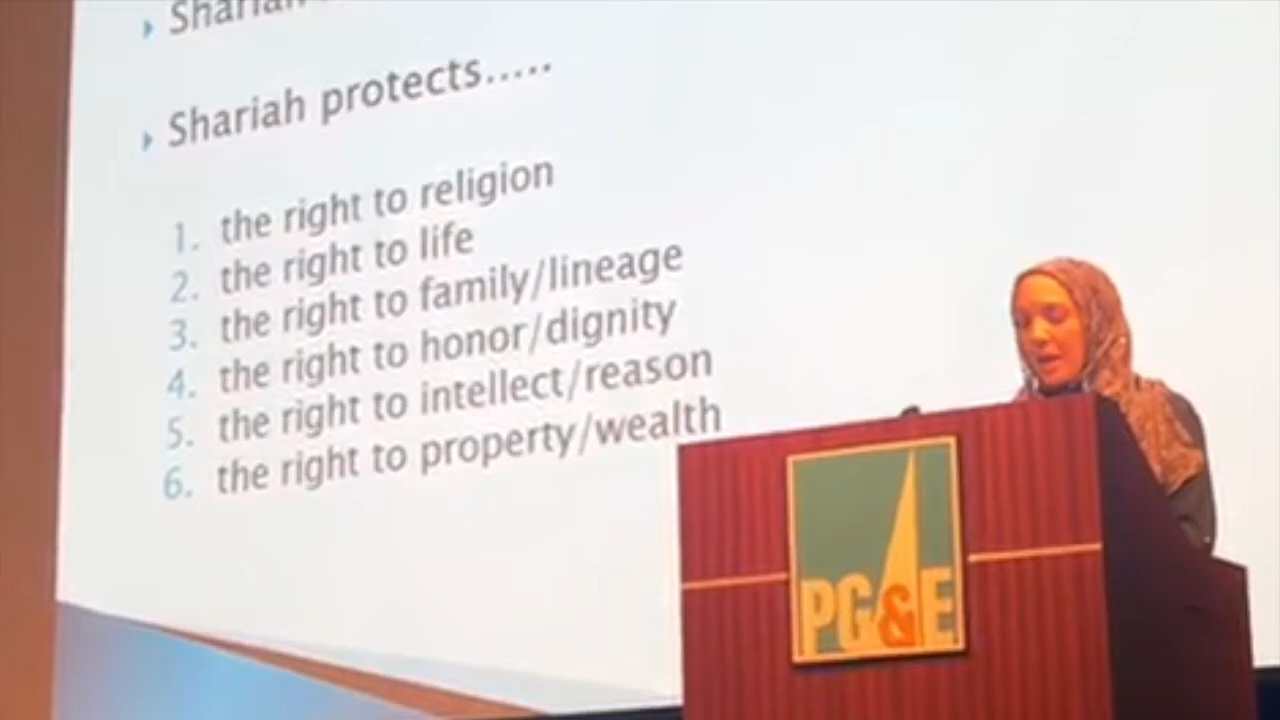 Shariah
Shariah protects.....
1. the right to religion
2. the right to life
3. the right to family/lineage
4. the right to honor/dignity
5. the right to intellect/reason
6. the right to property/wealth
PG&E